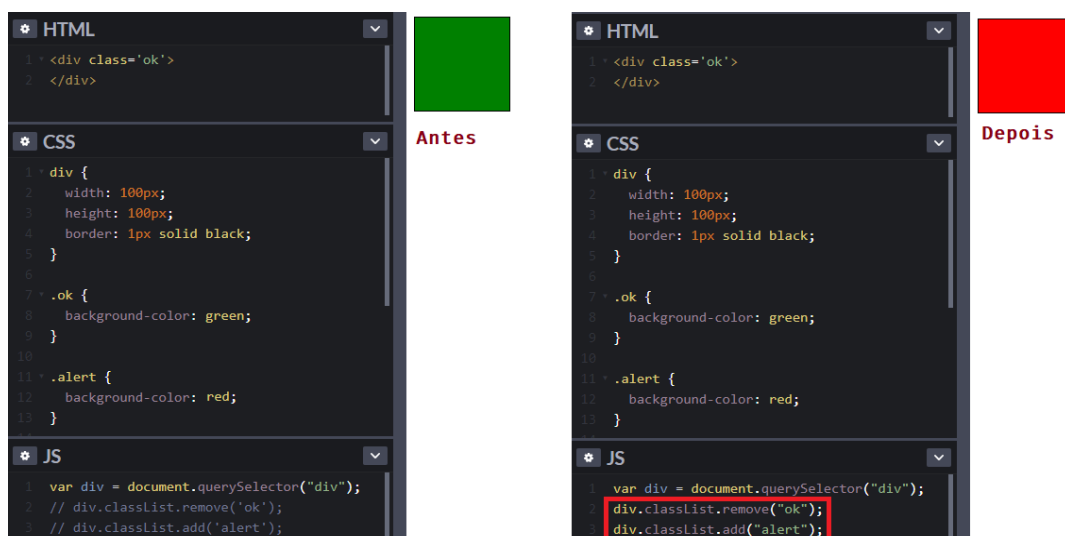 HTML
1 <div class='ok'>
2 </div>
Antes
CSS
1 div {
2 width: 100px;
3 height: 100px;
4 border: 1px solid black;
5 }
6
7 .ok {
8 background-color: green;
9 }
10
11 .alert {
12 background-color: red;
13 }
JS
1 var div = document.querySelector("div");
2 // div.classList.remove('ok');
3 // div.classList.add('alert');
HTML
1 <div class='ok'>
2 </div>
Depois
CSS
1 div {
2 width: 100px;
3 height: 100px;
4 border: 1px solid black;
5 }
6
7 .ok {
8 background-color: green;
9 }
10
11 .alert {
12 background-color: red;
13 }
JS
1 var div = document.querySelector("div");
2 div.classList.remove("ok");
3 div.classList.add("alert");